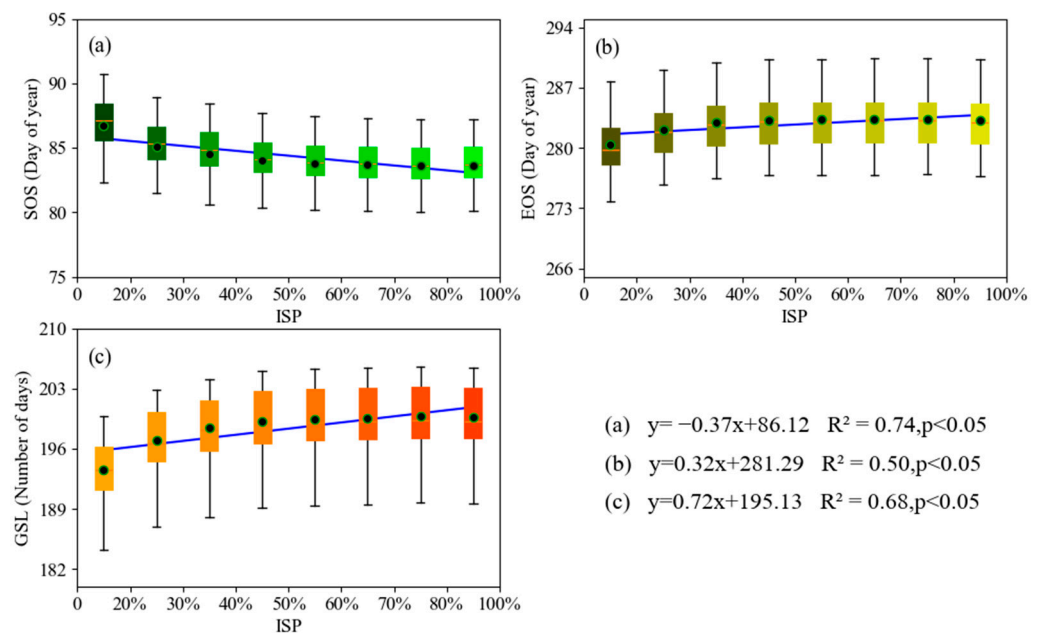 95
90
85
80
75
(a)
SOS (Day of year)
0 20% 30% 40% 50% 60% 70% 80% 100%
ISP
294
287
280
273
266
(b)
EOS (Day of year)
0 20% 30% 40% 50% 60% 70% 80% 100%
ISP
210
203
196
189
182
(c)
GSL (Number of days)
0 20% 30% 40% 50% 60% 70% 80% 100%
ISP
(a) y= −0.37x+86.12 R² = 0.74,p<0.05
(b) y=0.32x+281.29 R² = 0.50,p<0.05
(c) y=0.72x+195.13 R² = 0.68,p<0.05